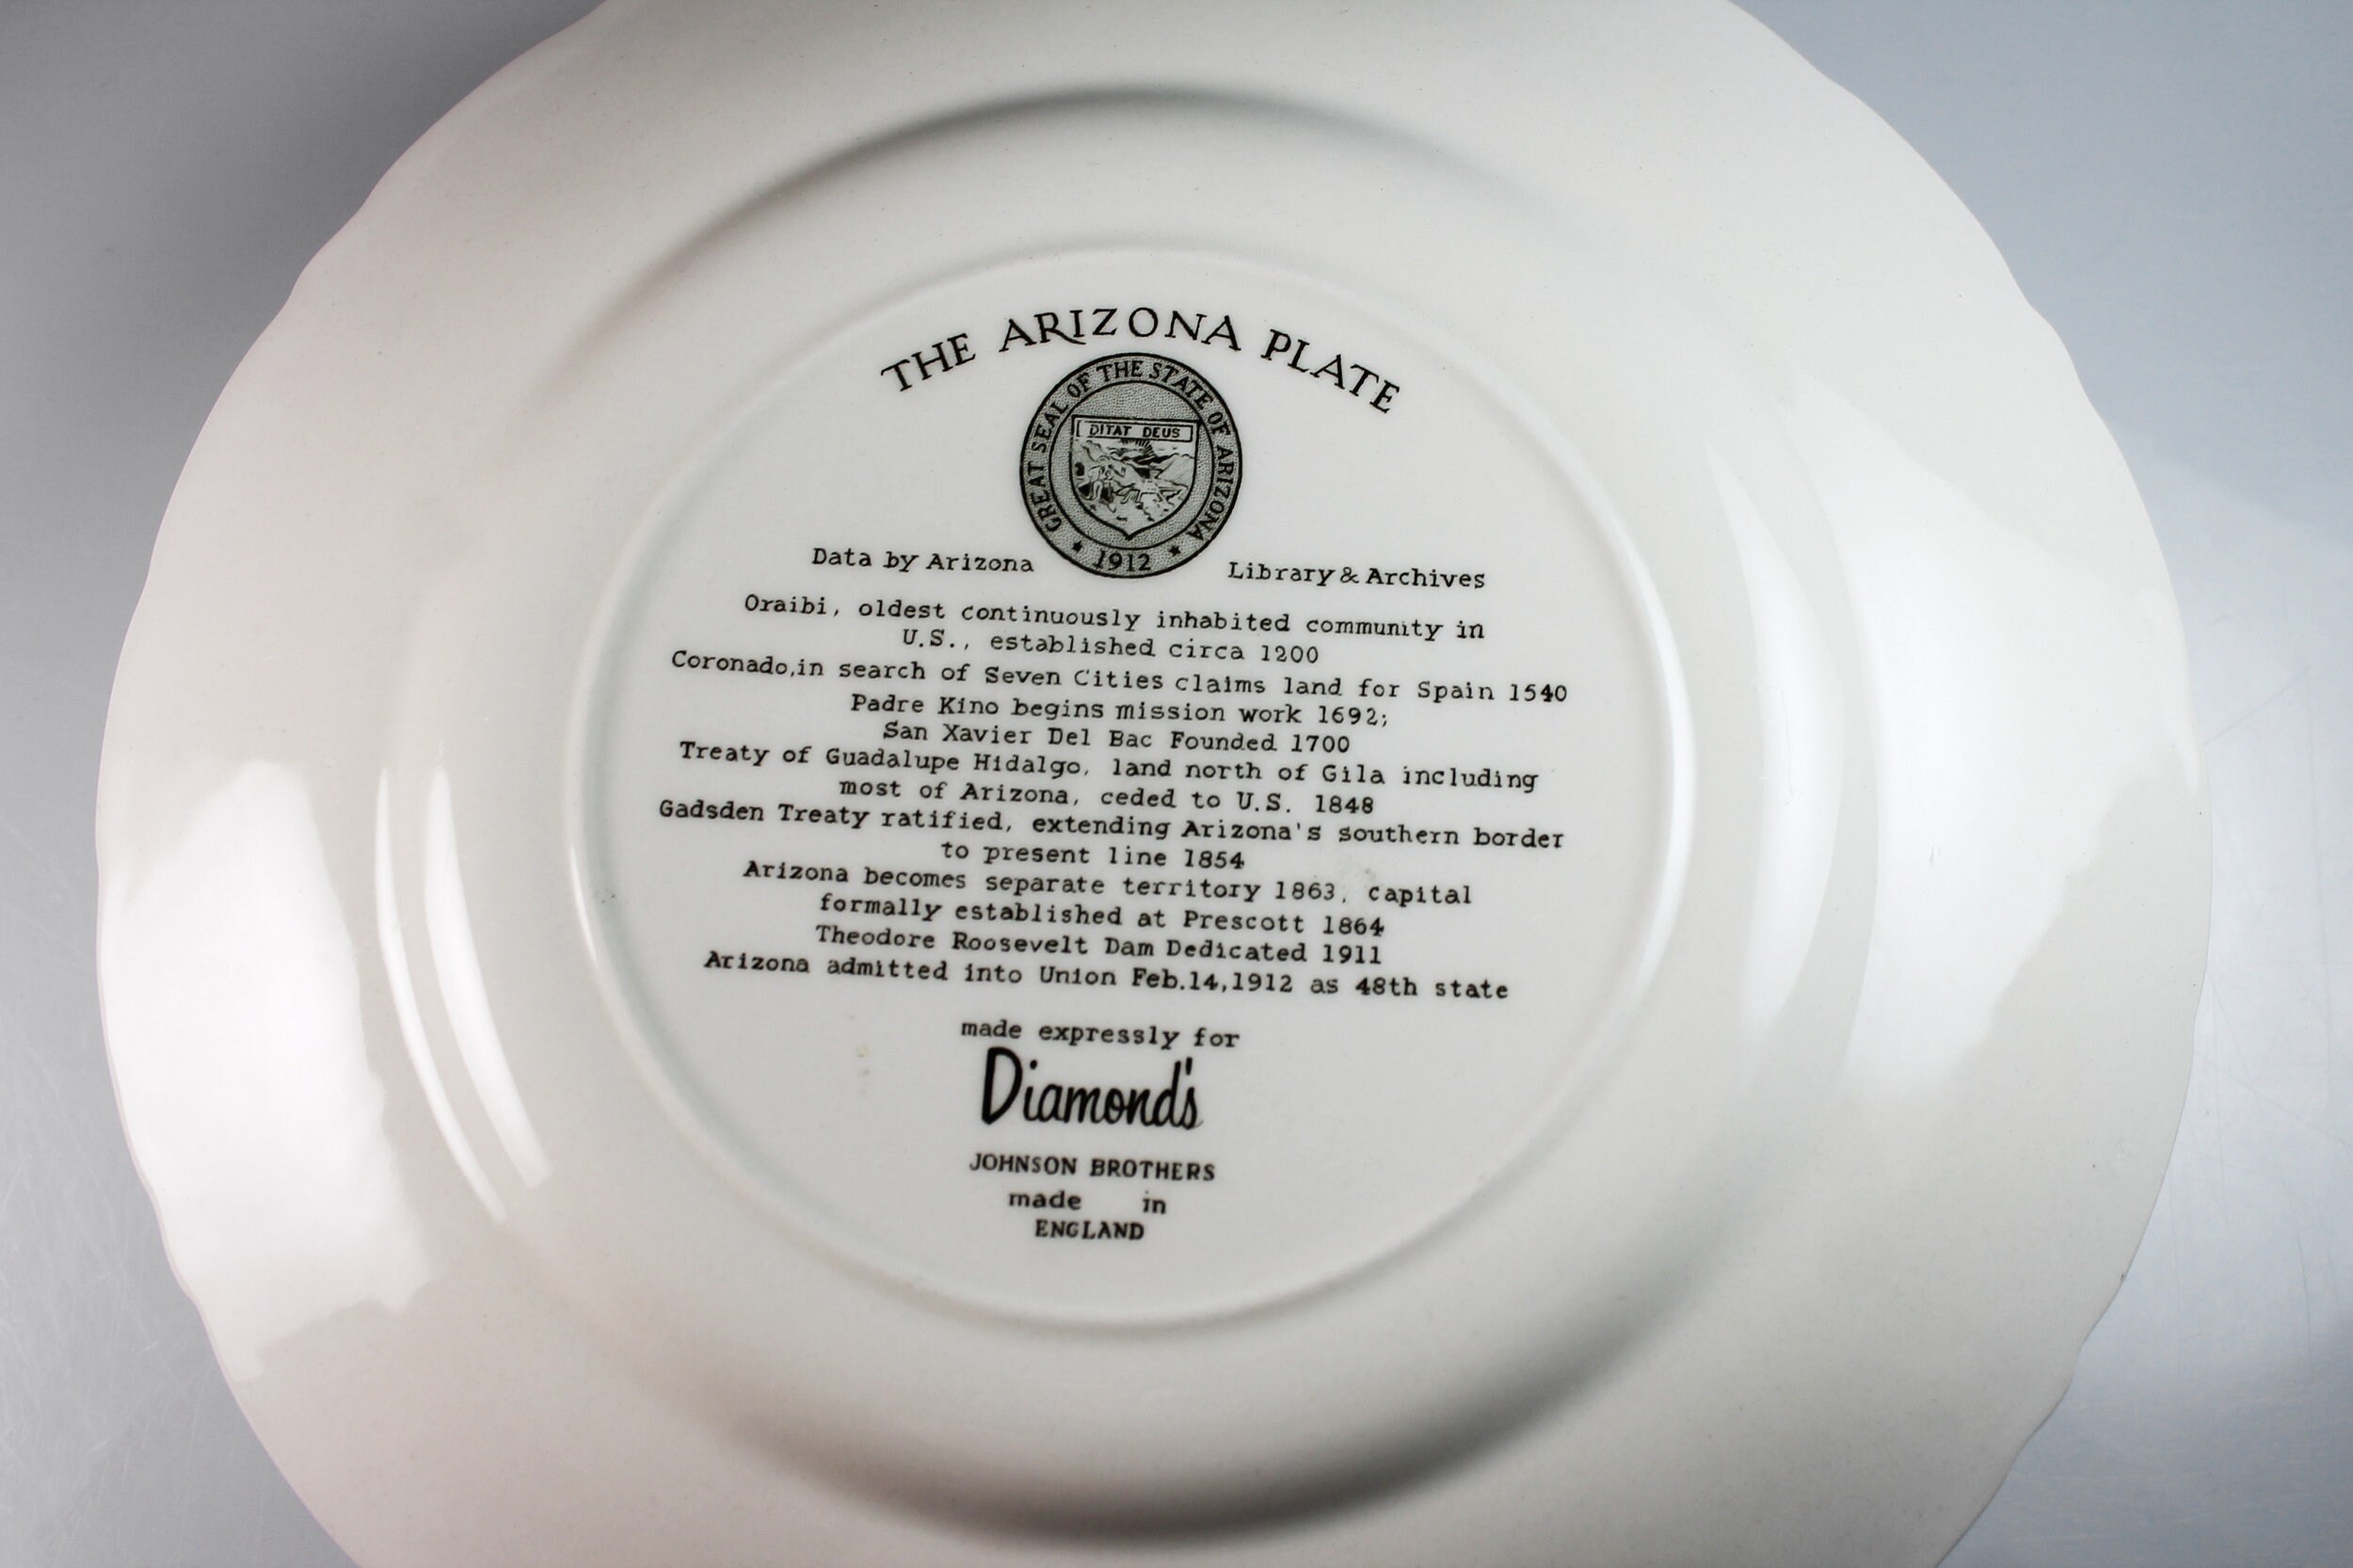 THE ARIZONA PLATE
GREAT SEAL OF THE STATE OF ARIZONA
DITAT DEUS
★ 1912 ★
Data by Arizona Library & Archives
Oraibi, oldest continuously inhabited community in
U.S., established circa 1200
Coronado,in search of Seven Cities claims land for Spain 1540
Padre Kino begins mission work 1692;
San Xavier Del Bac Founded 1700
Treaty of Guadalupe Hidalgo, land north of Gila including
most of Arizona, ceded to U.S. 1848
Gadsden Treaty ratified, extending Arizona's southern border
to present line 1854
Arizona becomes separate territory 1863, capital
formally established at Prescott 1864
Theodore Roosevelt Dam Dedicated 1911
Arizona admitted into Union Feb.14,1912 as 48th state
made expressly for
Diamond's
JOHNSON BROTHERS
made in
ENGLAND